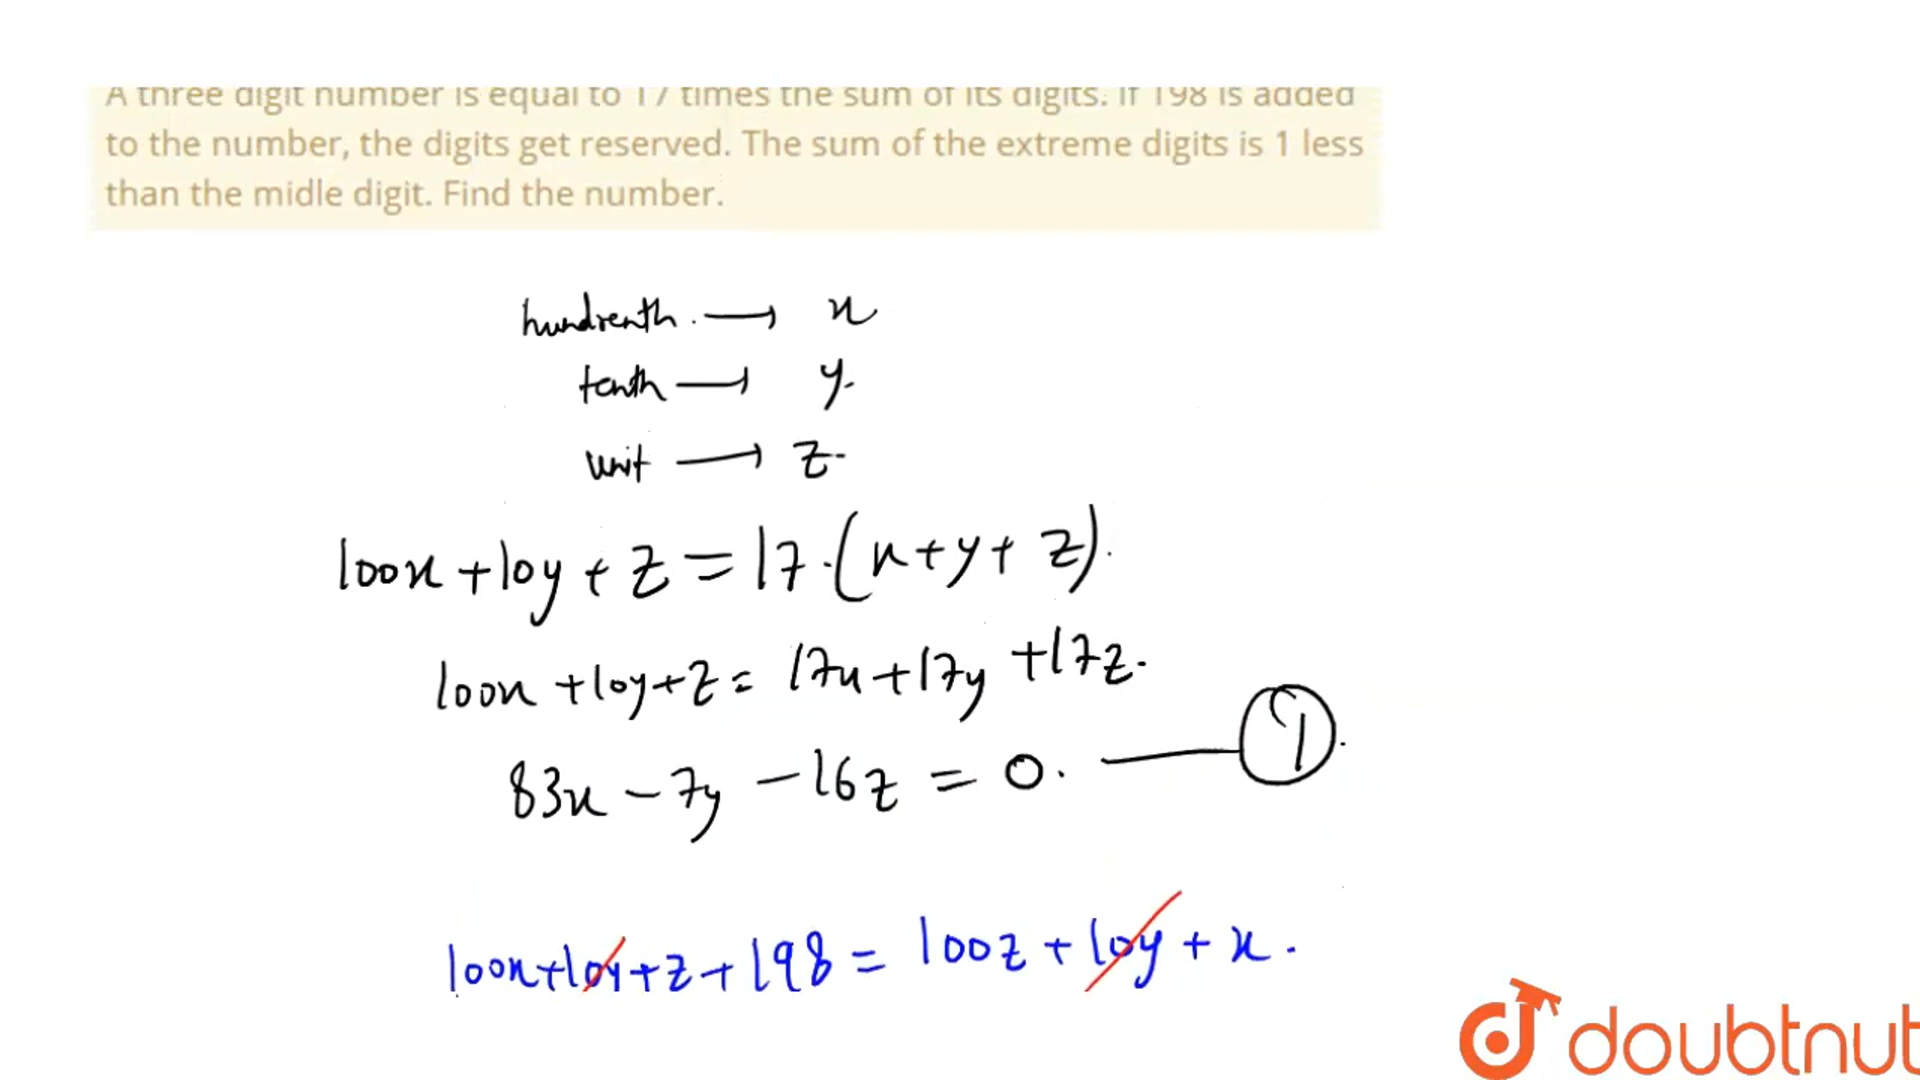 A three digit number is equal to 17 times the sum of its digits. If 198 is added
to the number, the digits get reserved. The sum of the extreme digits is 1 less
than the midle digit. Find the number.
hundrenth. → x
tenth → y.
unit → z.
100x + 10y + z = 17.(x+y+z).
100x + 10y + z = 17x + 17y + 17z.
83x - 7y - 16z = 0. — 1.
100x + 10y + z + 198 = 100z + 10y + x.
doubtnut